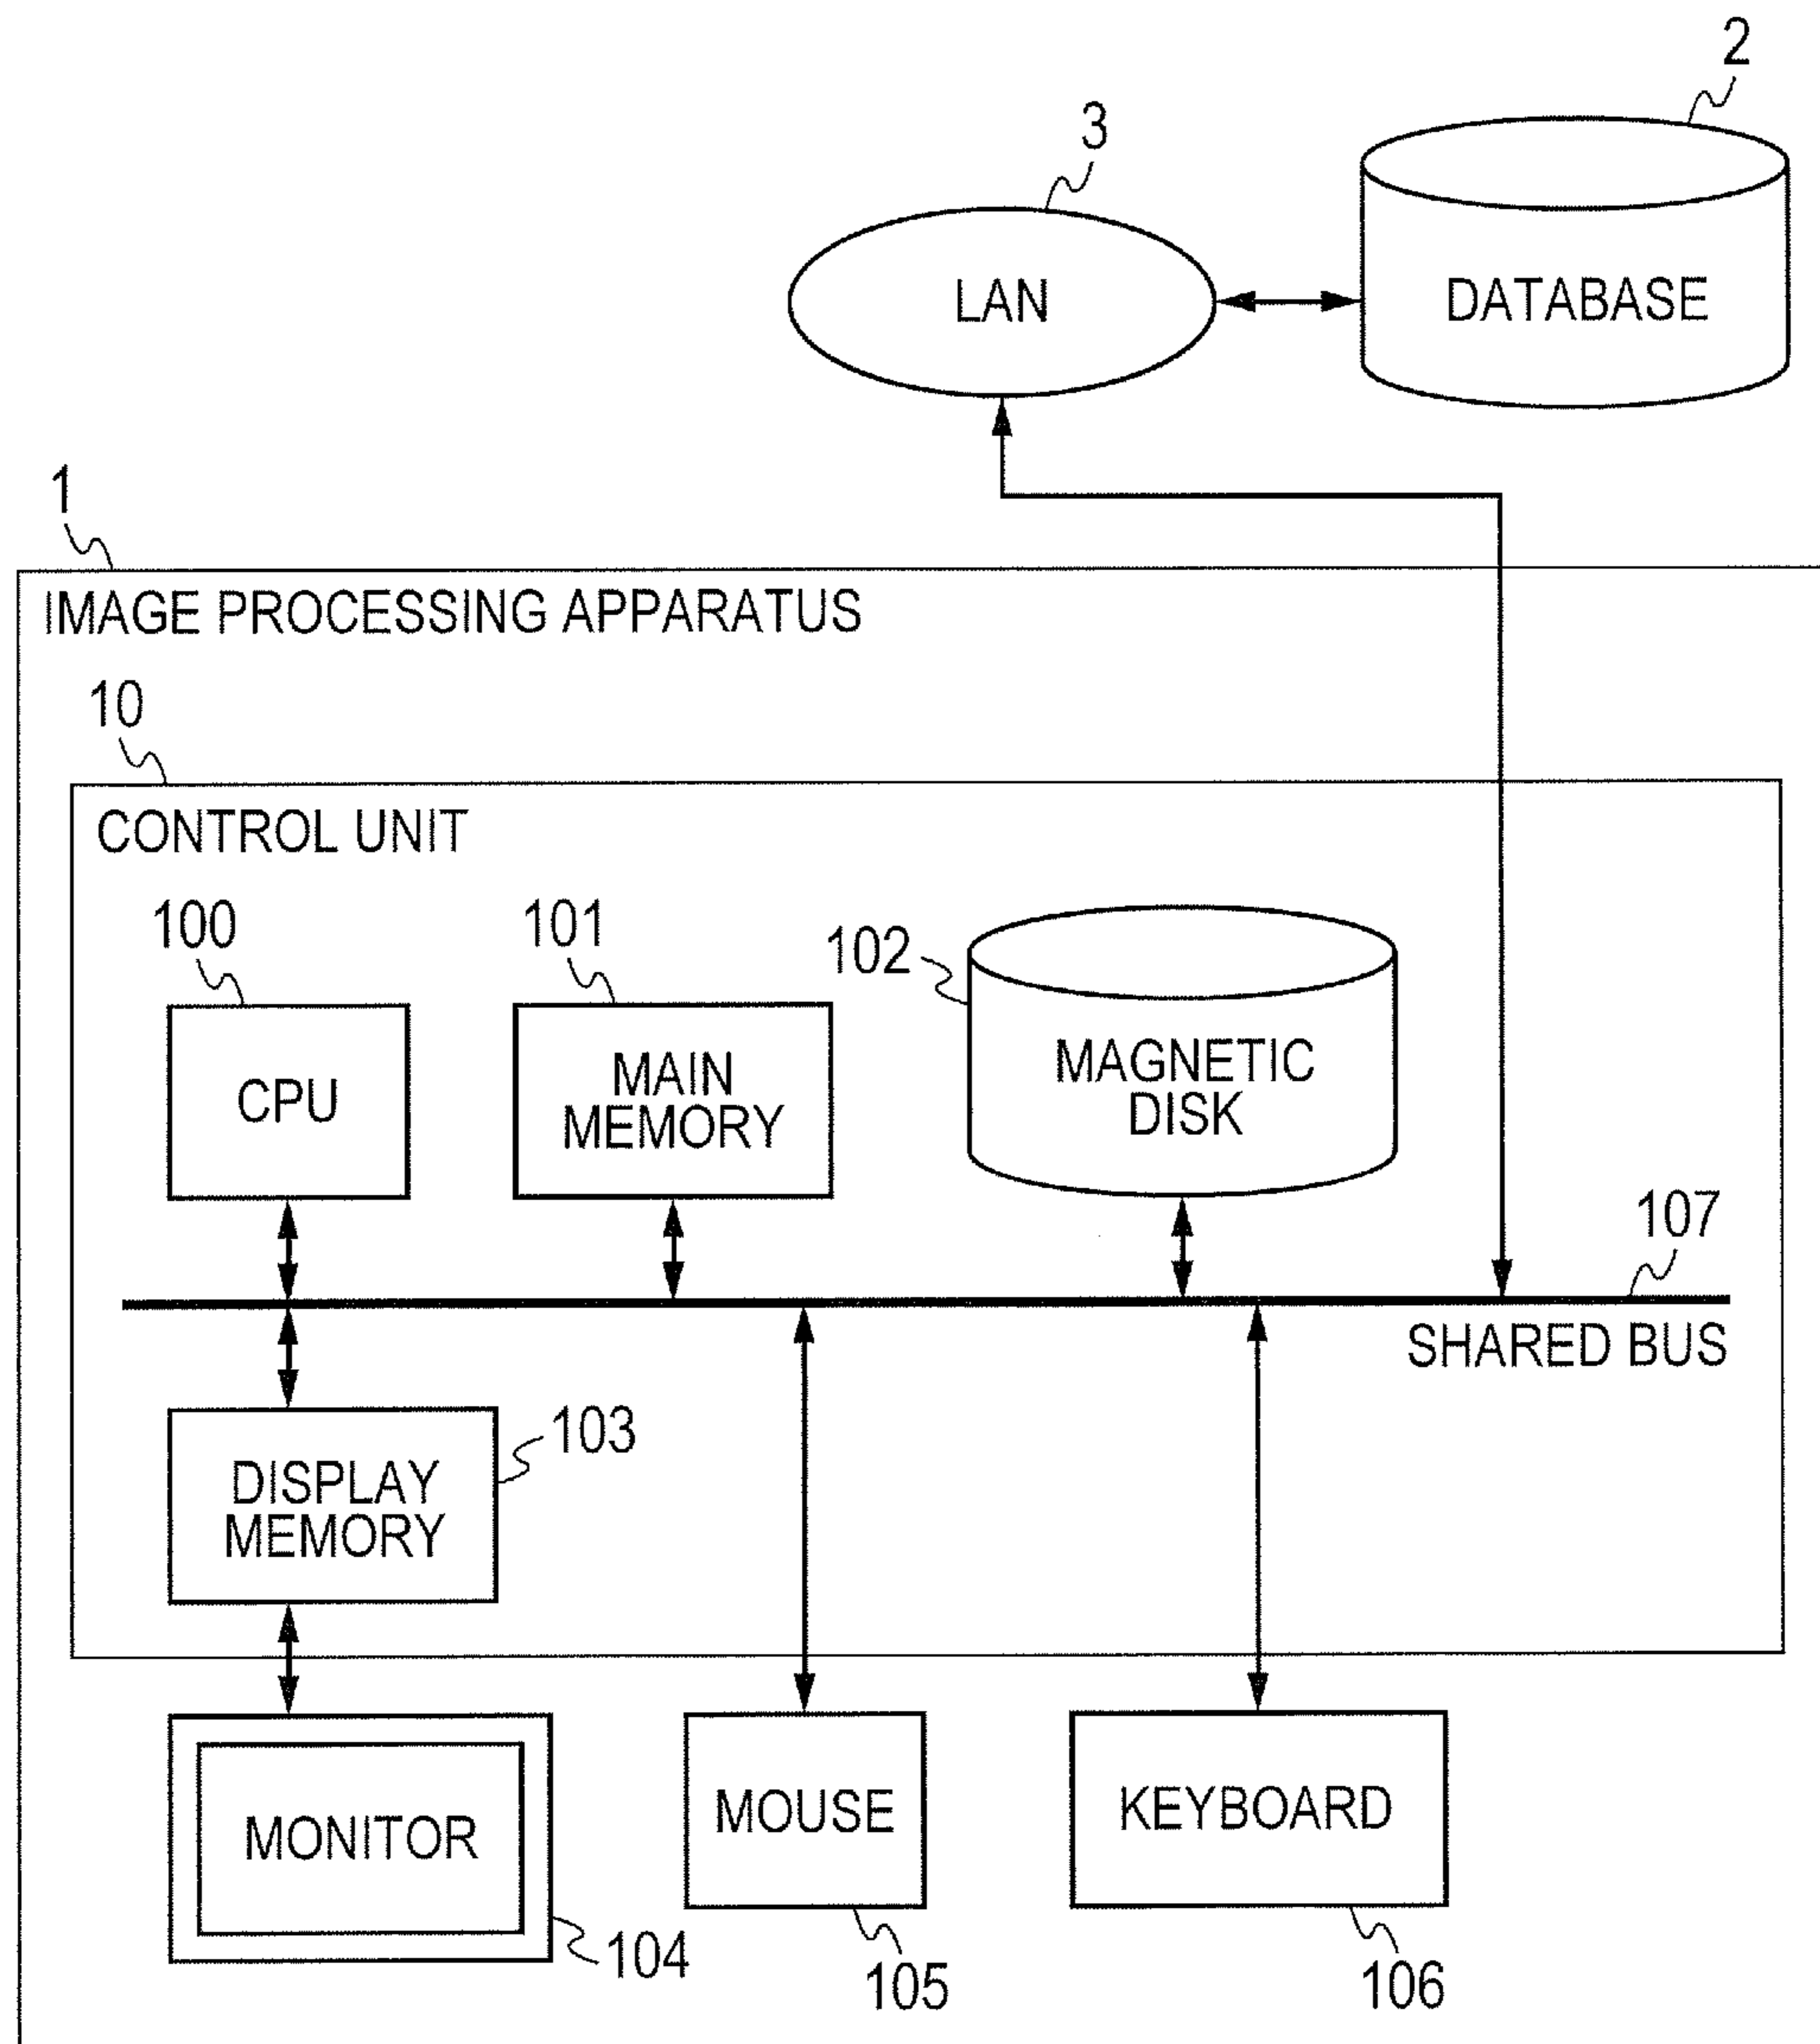 2
3
LAN
DATABASE
1
IMAGE PROCESSING APPARATUS
10
CONTROL UNIT
100
101
102
CPU
MAIN
MEMORY
MAGNETIC
DISK
107
SHARED BUS
103
DISPLAY
MEMORY
MONITOR
MOUSE
KEYBOARD
104
105
106